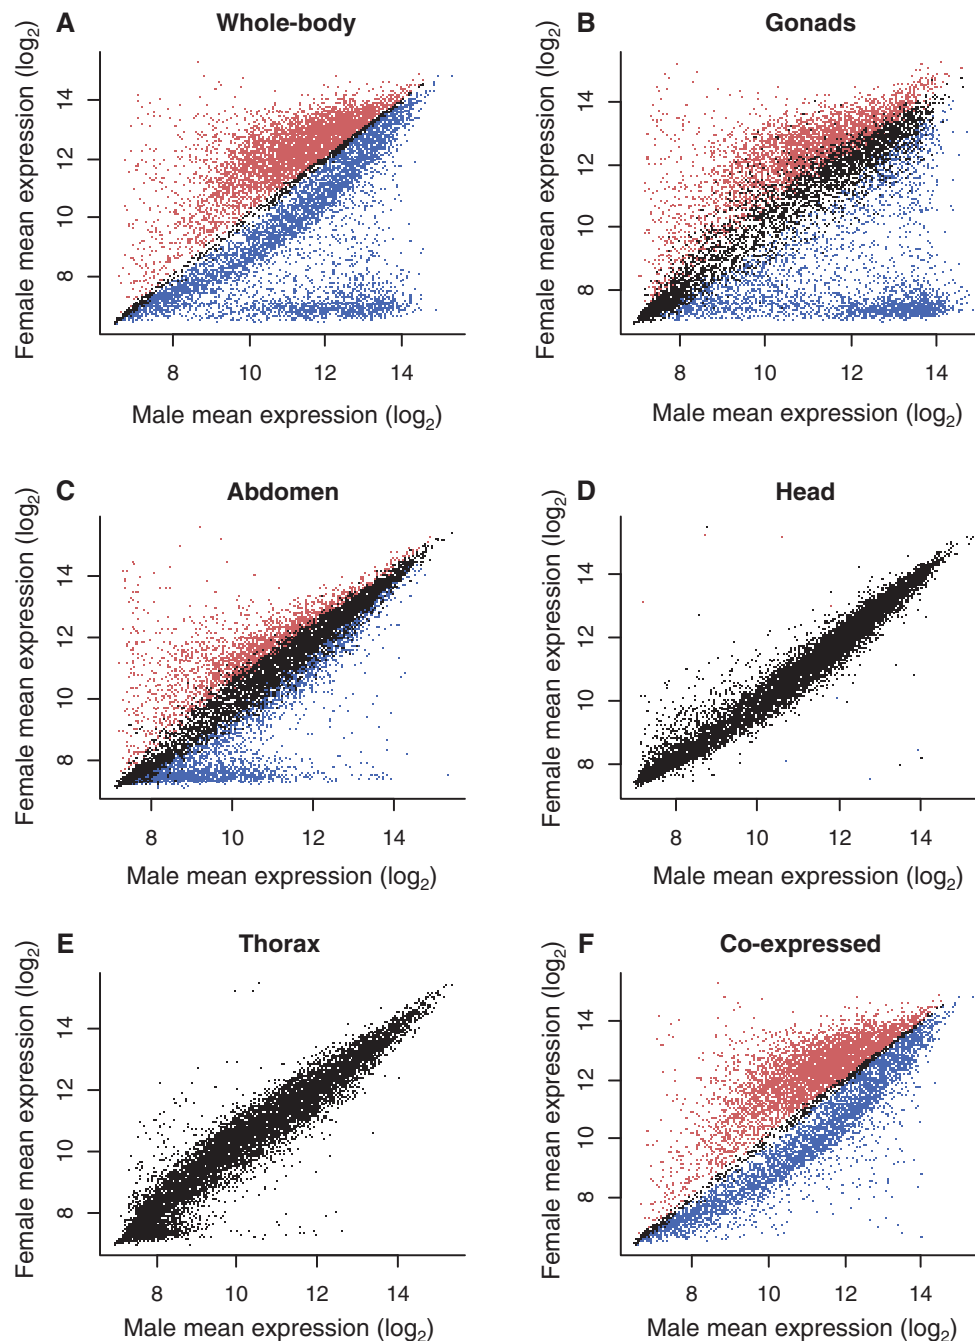 A Whole-body
Female mean expression (log2)
14
12
10
8
8 10 12 14
Male mean expression (log2)
B Gonads
Female mean expression (log2)
14
12
10
8
8 10 12 14
Male mean expression (log2)
C Abdomen
Female mean expression (log2)
14
12
10
8
8 10 12 14
Male mean expression (log2)
D Head
Female mean expression (log2)
14
12
10
8
8 10 12 14
Male mean expression (log2)
E Thorax
Female mean expression (log2)
14
12
10
8
8 10 12 14
Male mean expression (log2)
F Co-expressed
Female mean expression (log2)
14
12
10
8
8 10 12 14
Male mean expression (log2)